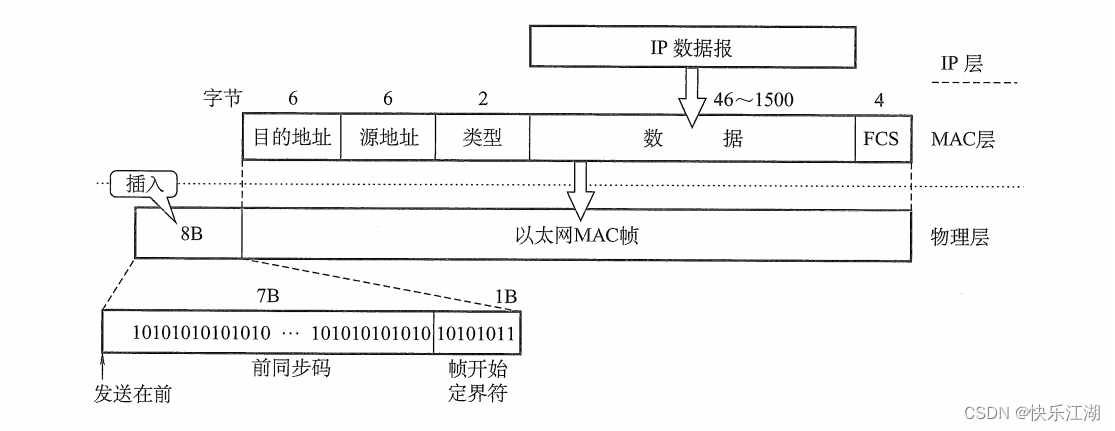 IP 数据报
IP 层
字节 6 6 2 46～1500 4
目的地址 源地址 类型 数 据 FCS MAC层
插入
8B 以太网MAC帧 物理层
7B 1B
10101010101010 … 101010101010 10101011
前同步码 帧开始
定界符
发送在前
CSDN @快乐江湖